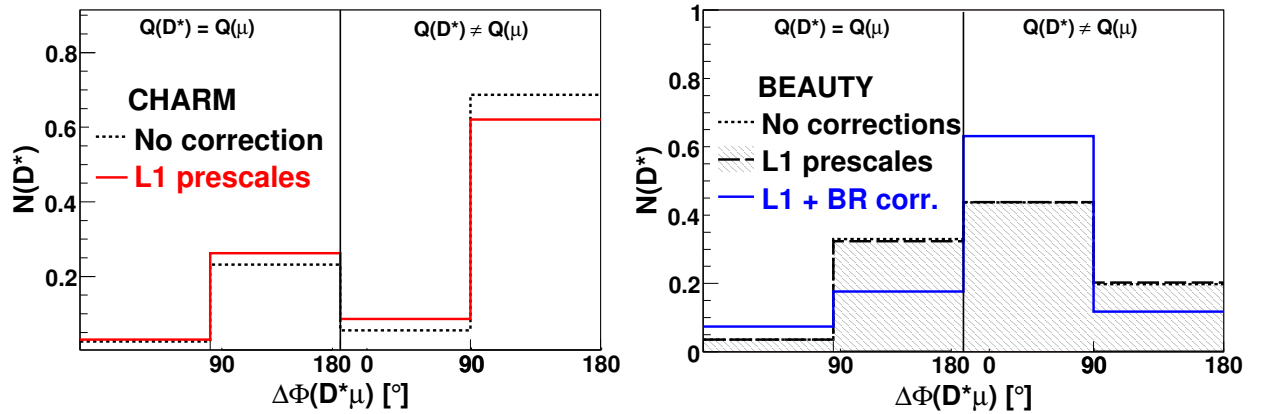 Q(D*) = Q(μ)
Q(D*) ≠ Q(μ)
0.8
CHARM
No correction
0.6
L1 prescales
N(D*)
0.4
0.2
90
180
0
90
180
ΔΦ(D*μ) [°]
1
Q(D*) = Q(μ)
Q(D*) ≠ Q(μ)
0.8
BEAUTY
No corrections
0.6
L1 prescales
L1 + BR corr.
N(D*)
0.4
0.2
0
90
180
0
90
180
ΔΦ(D*μ) [°]